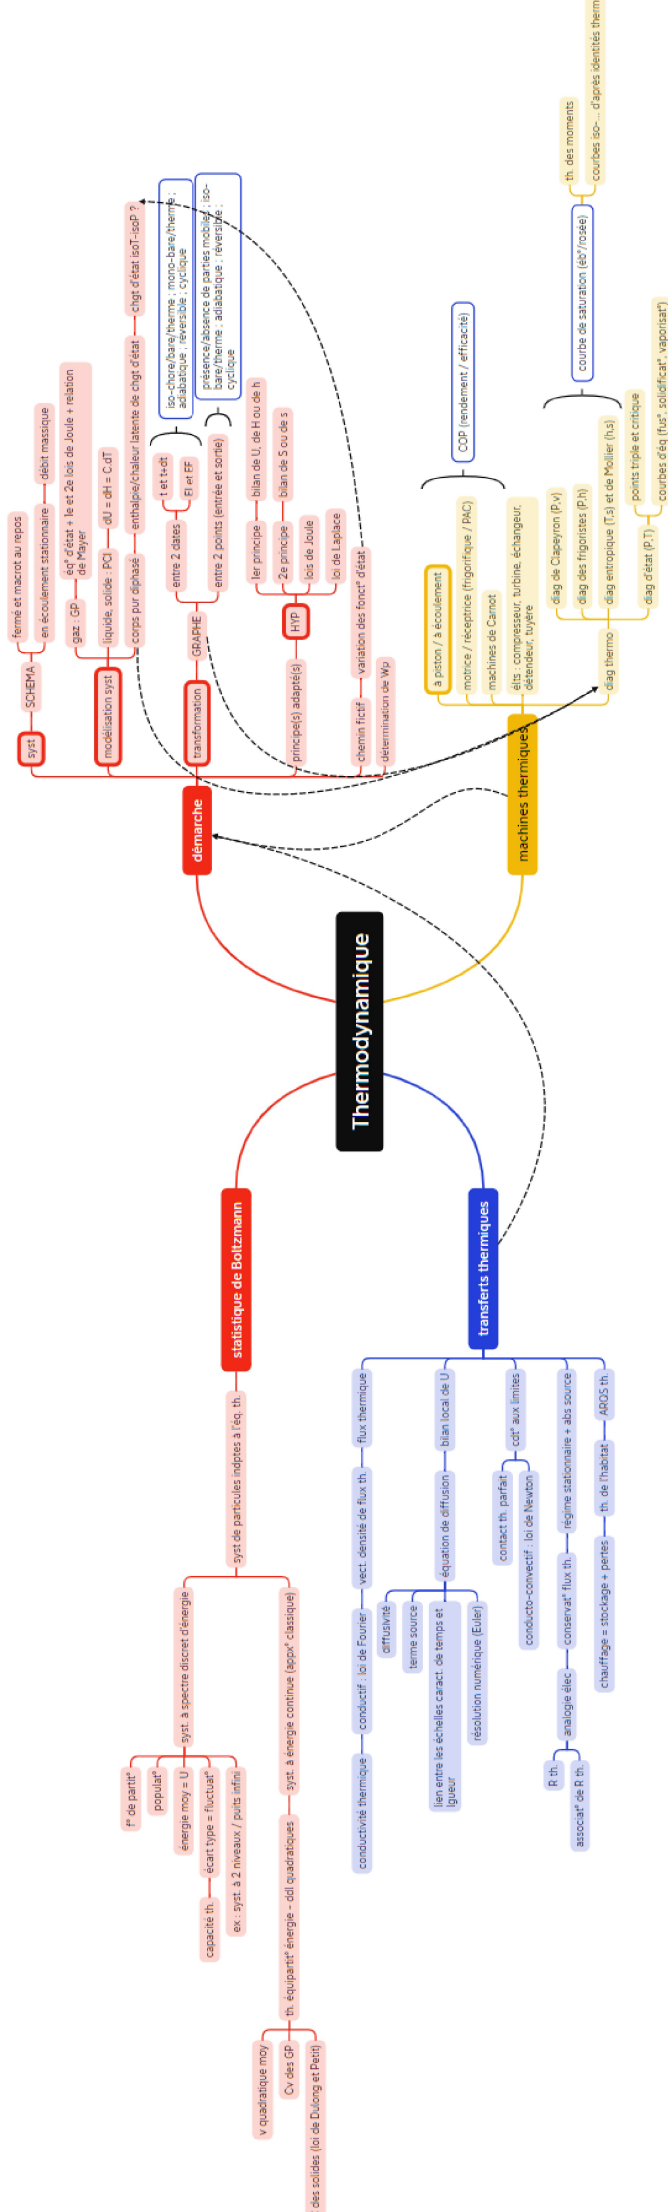 Thermodynamique
démarche
syst
SCHEMA
fermé et macrot au repos
en écoulement stationnaire
débit massique
modélisation syst
gaz : GP
éq° d'état + 1e et 2e lois de Joule + relation
de Mayer
liquide, solide : PCI
dU = dH = C.dT
corps pur diphasé
enthalpie/chaleur latente de chgt d'état
chgt d'état isoT-isoP ?
transformation
GRAPHE
entre 2 dates
t et t+dt
EI et EF
iso-chore/bare/therme ; mono-bare/therme ;
adiabatique ; réversible ; cyclique
entre 2 points (entrée et sortie)
présence/absence de parties mobiles ; iso-
bare/therme ; adiabatique ; réversible ;
cyclique
principe(s) adapté(s)
HYP
1er principe
bilan de U, de H ou de h
2e principe
bilan de S ou de s
lois de Joule
loi de Laplace
chemin fictif
variation des fonct° d'état
détermination de Wp
machines thermiques
à piston / à écoulement
motrice / réceptrice (frigorifique / PAC)
machines de Carnot
élts : compresseur, turbine, échangeur,
détendeur, tuyère
COP (rendement / efficacité)
diag thermo
diag de Clapeyron (P,v)
diag des frigoristes (P,h)
diag entropique (T,s) et de Mollier (h,s)
courbe de saturation (éb°/rosée)
th. des moments
courbes iso-... d'après identités therm
diag d'état (P,T)
points triple et critique
courbes d'éq (fus°, solidificat°, vaporisat°)
statistique de Boltzmann
syst de particules indptes à l'éq. th.
syst. à spectre discret d'énergie
f° de partit°
populat°
énergie moy = U
écart type = fluctuat°
capacité th.
ex : syst. à 2 niveaux / puits infini
syst. à énergie continue (appx° classique)
th. équipartit° énergie – ddl quadratiques
v quadratique moy
Cv des GP
des solides (loi de Dulong et Petit)
transferts thermiques
flux thermique
vect. densité de flux th.
conductif : loi de Fourier
conductivité thermique
bilan local de U
équation de diffusion
diffusivité
terme source
lien entre les échelles caract. de temps et
lgueur
résolution numérique (Euler)
cdt° aux limites
contact th. parfait
conducto-convectif : loi de Newton
régime stationnaire + abs source
conservat° flux th.
analogie élec
R th.
associat° de R th.
ARQS th.
th. de l'habitat
chauffage = stockage + pertes